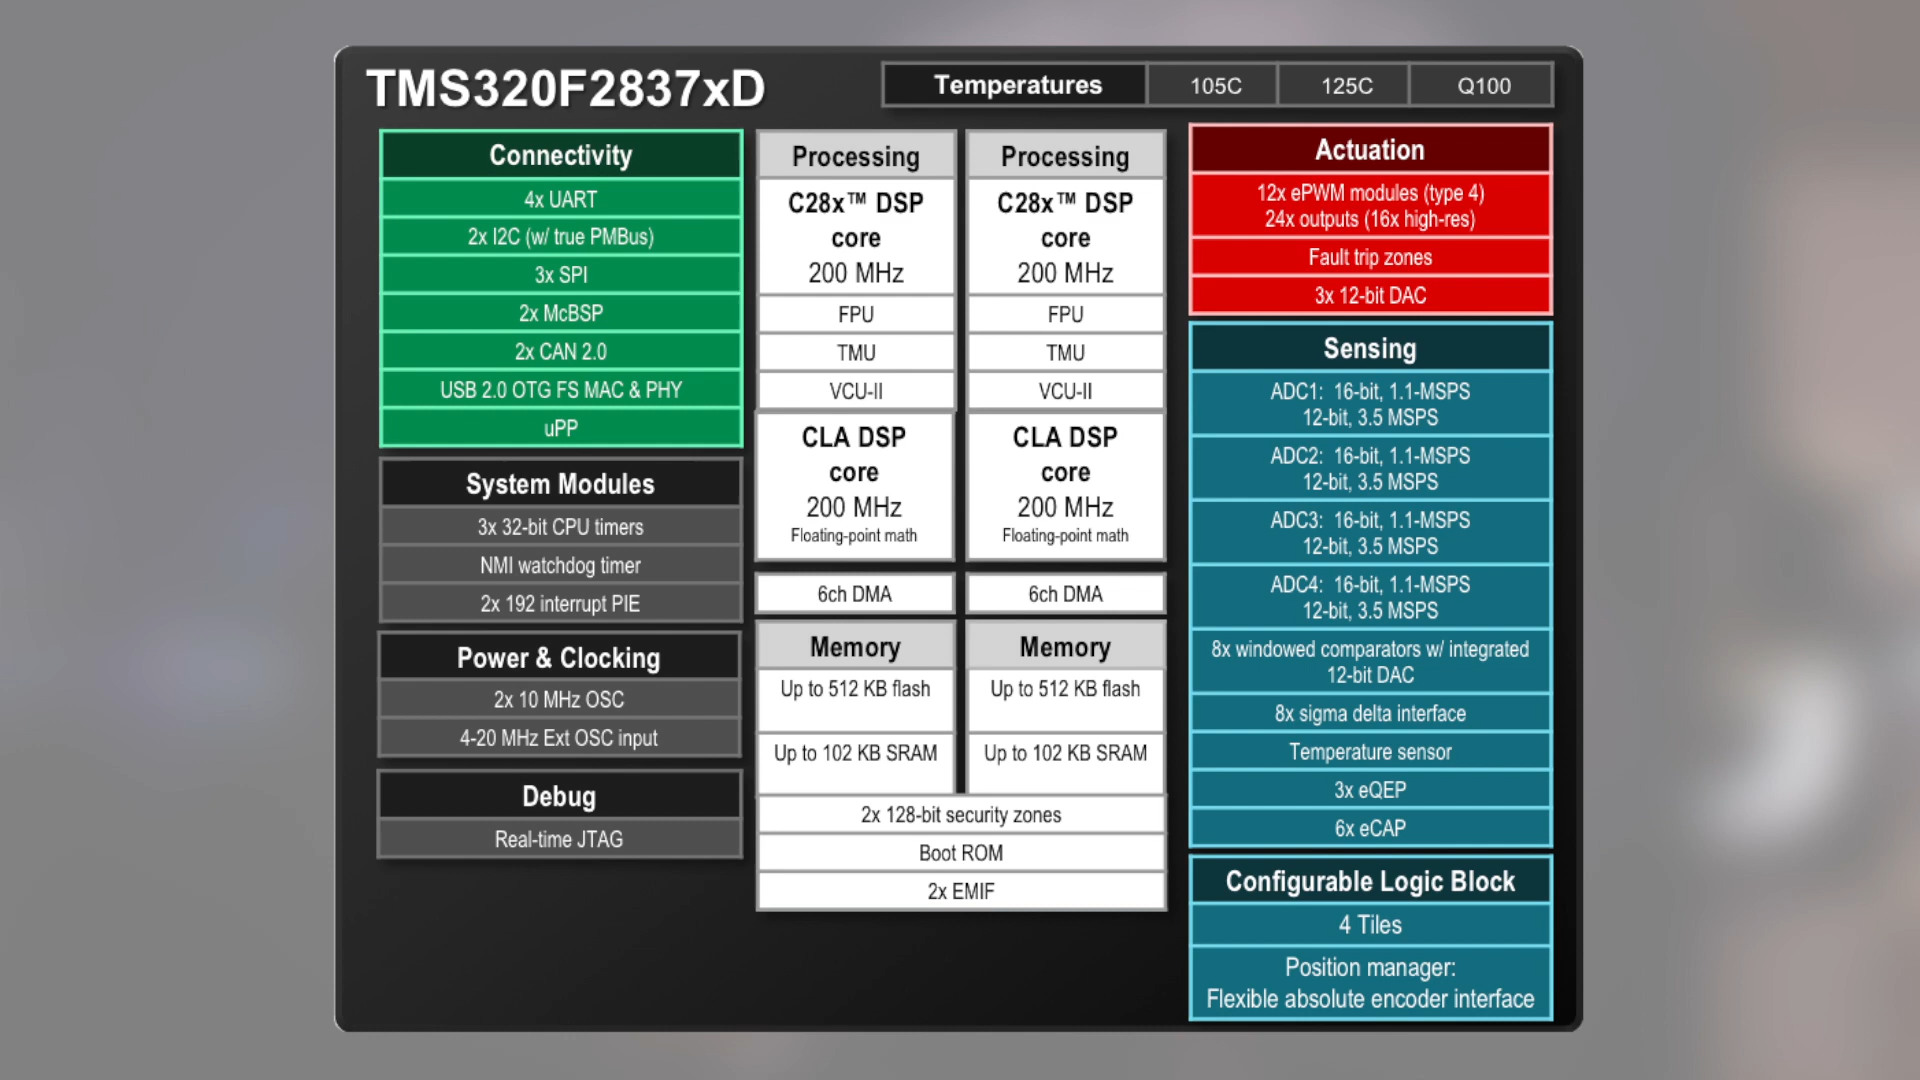 TMS320F2837xD
Temperatures
105C
125C
Q100
Connectivity
4x UART
2x I2C (w/ true PMBus)
3x SPI
2x McBSP
2x CAN 2.0
USB 2.0 OTG FS MAC & PHY
uPP
System Modules
3x 32-bit CPU timers
NMI watchdog timer
2x 192 interrupt PIE
Power & Clocking
2x 10 MHz OSC
4-20 MHz Ext OSC input
Debug
Real-time JTAG
Processing
C28x™ DSP
core
200 MHz
FPU
TMU
VCU-II
CLA DSP
core
200 MHz
Floating-point math
6ch DMA
Memory
Up to 512 KB flash
Up to 102 KB SRAM
Processing
C28x™ DSP
core
200 MHz
FPU
TMU
VCU-II
CLA DSP
core
200 MHz
Floating-point math
6ch DMA
Memory
Up to 512 KB flash
Up to 102 KB SRAM
2x 128-bit security zones
Boot ROM
2x EMIF
Actuation
12x ePWM modules (type 4)
24x outputs (16x high-res)
Fault trip zones
3x 12-bit DAC
Sensing
ADC1: 16-bit, 1.1-MSPS
12-bit, 3.5 MSPS
ADC2: 16-bit, 1.1-MSPS
12-bit, 3.5 MSPS
ADC3: 16-bit, 1.1-MSPS
12-bit, 3.5 MSPS
ADC4: 16-bit, 1.1-MSPS
12-bit, 3.5 MSPS
8x windowed comparators w/ integrated
12-bit DAC
8x sigma delta interface
Temperature sensor
3x eQEP
6x eCAP
Configurable Logic Block
4 Tiles
Position manager:
Flexible absolute encoder interface